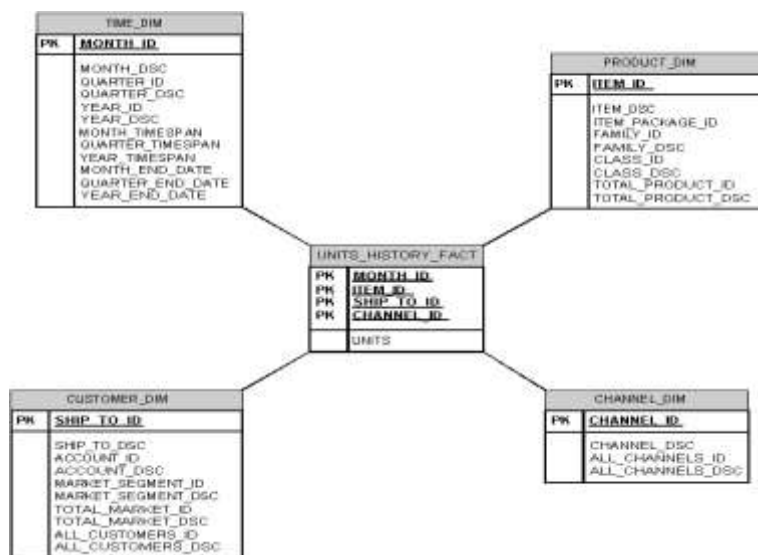 TIME_DIM
PK MONTH_ID
MONTH_DSC
QUARTER_ID
QUARTER_DSC
YEAR_ID
YEAR_DSC
MONTH_TIMESPAN
QUARTER_TIMESPAN
YEAR_TIMESPAN
MONTH_END_DATE
QUARTER_END_DATE
YEAR_END_DATE
PRODUCT_DIM
PK ITEM_ID
ITEM_DSC
ITEM_PACKAGE_ID
FAMILY_ID
FAMILY_DSC
CLASS_ID
CLASS_DSC
TOTAL_PRODUCT_ID
TOTAL_PRODUCT_DSC
UNITS_HISTORY_FACT
PK MONTH_ID
PK ITEM_ID
PK SHIP_TO_ID
PK CHANNEL_ID
UNITS
CUSTOMER_DIM
PK SHIP_TO_ID
SHIP_TO_DSC
ACCOUNT_ID
ACCOUNT_DSC
MARKET_SEGMENT_ID
MARKET_SEGMENT_DSC
TOTAL_MARKET_ID
TOTAL_MARKET_DSC
ALL_CUSTOMERS_ID
ALL_CUSTOMERS_DSC
CHANNEL_DIM
PK CHANNEL_ID
CHANNEL_DSC
ALL_CHANNELS_ID
ALL_CHANNELS_DSC